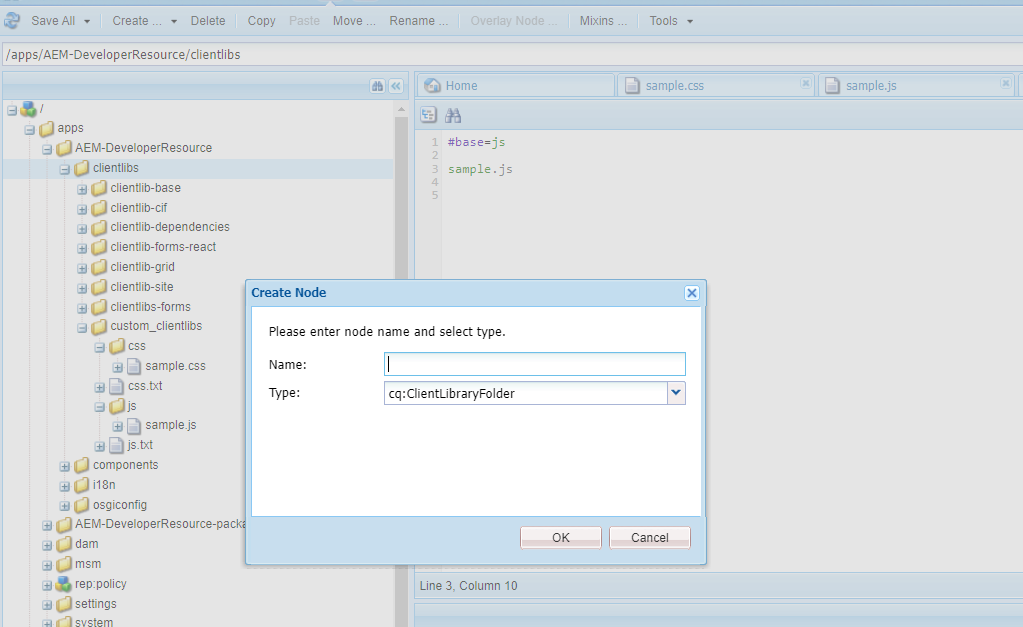 Save All Create ... Delete Copy Paste Move ... Rename ... Overlay Node ... Mixins ... Tools
/apps/AEM-DeveloperResource/clientlibs
Home sample.css sample.js
/
apps
AEM-DeveloperResource
clientlibs
clientlib-base
clientlib-cif
clientlib-dependencies
clientlib-forms-react
clientlib-grid
clientlib-site
clientlibs-forms
custom_clientlibs
css
sample.css
css.txt
js
sample.js
js.txt
components
i18n
osgiconfig
AEM-DeveloperResource-packa
dam
msm
rep:policy
settings
system
1 #base=js
2
3 sample.js
4
5
Create Node
Please enter node name and select type.
Name:
Type: cq:ClientLibraryFolder
OK Cancel
Line 3, Column 10